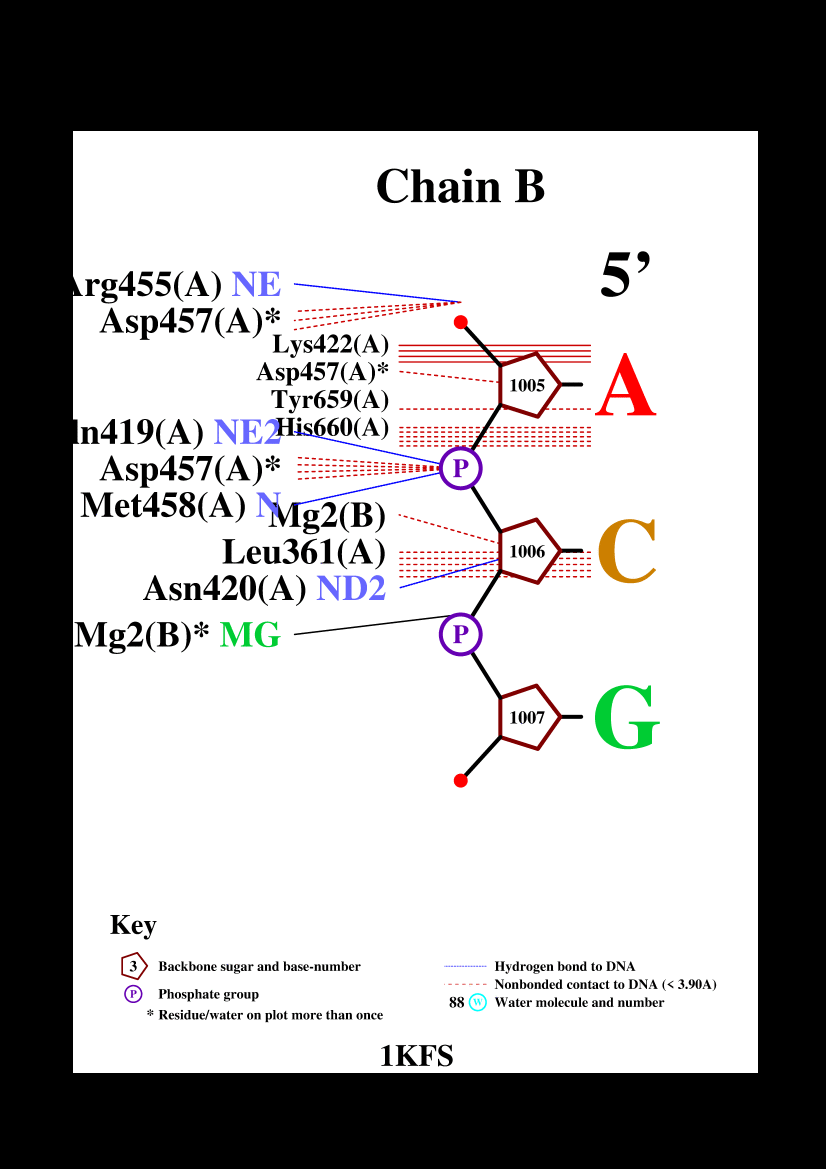 Chain B
5’
Arg455(A) NE
Asp457(A)*
Lys422(A)
Asp457(A)*
1005
A
Tyr659(A)
His660(A)
ln419(A) NE2
Asp457(A)*
P
Met458(A) N
Mg2(B)
Leu361(A)
1006
C
Asn420(A) ND2
Mg2(B)* MG
P
1007
G
Key
3 Backbone sugar and base-number
Hydrogen bond to DNA
Nonbonded contact to DNA (< 3.90A)
P Phosphate group
88 W Water molecule and number
* Residue/water on plot more than once
1KFS